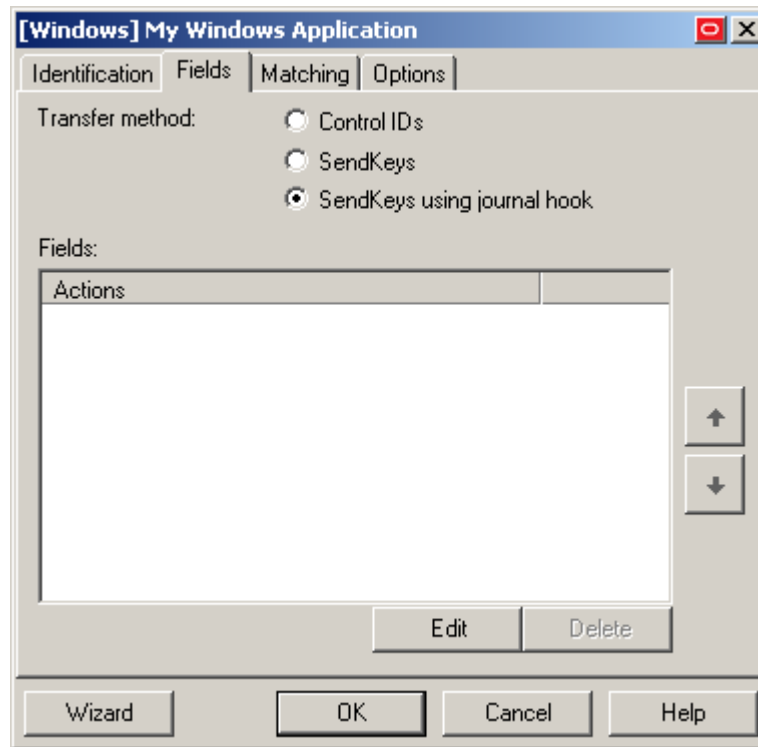 [Windows] My Windows Application
Identification Fields Matching Options
Transfer method: Control IDs
SendKeys
SendKeys using journal hook
Fields:
Actions
Edit Delete
Wizard OK Cancel Help